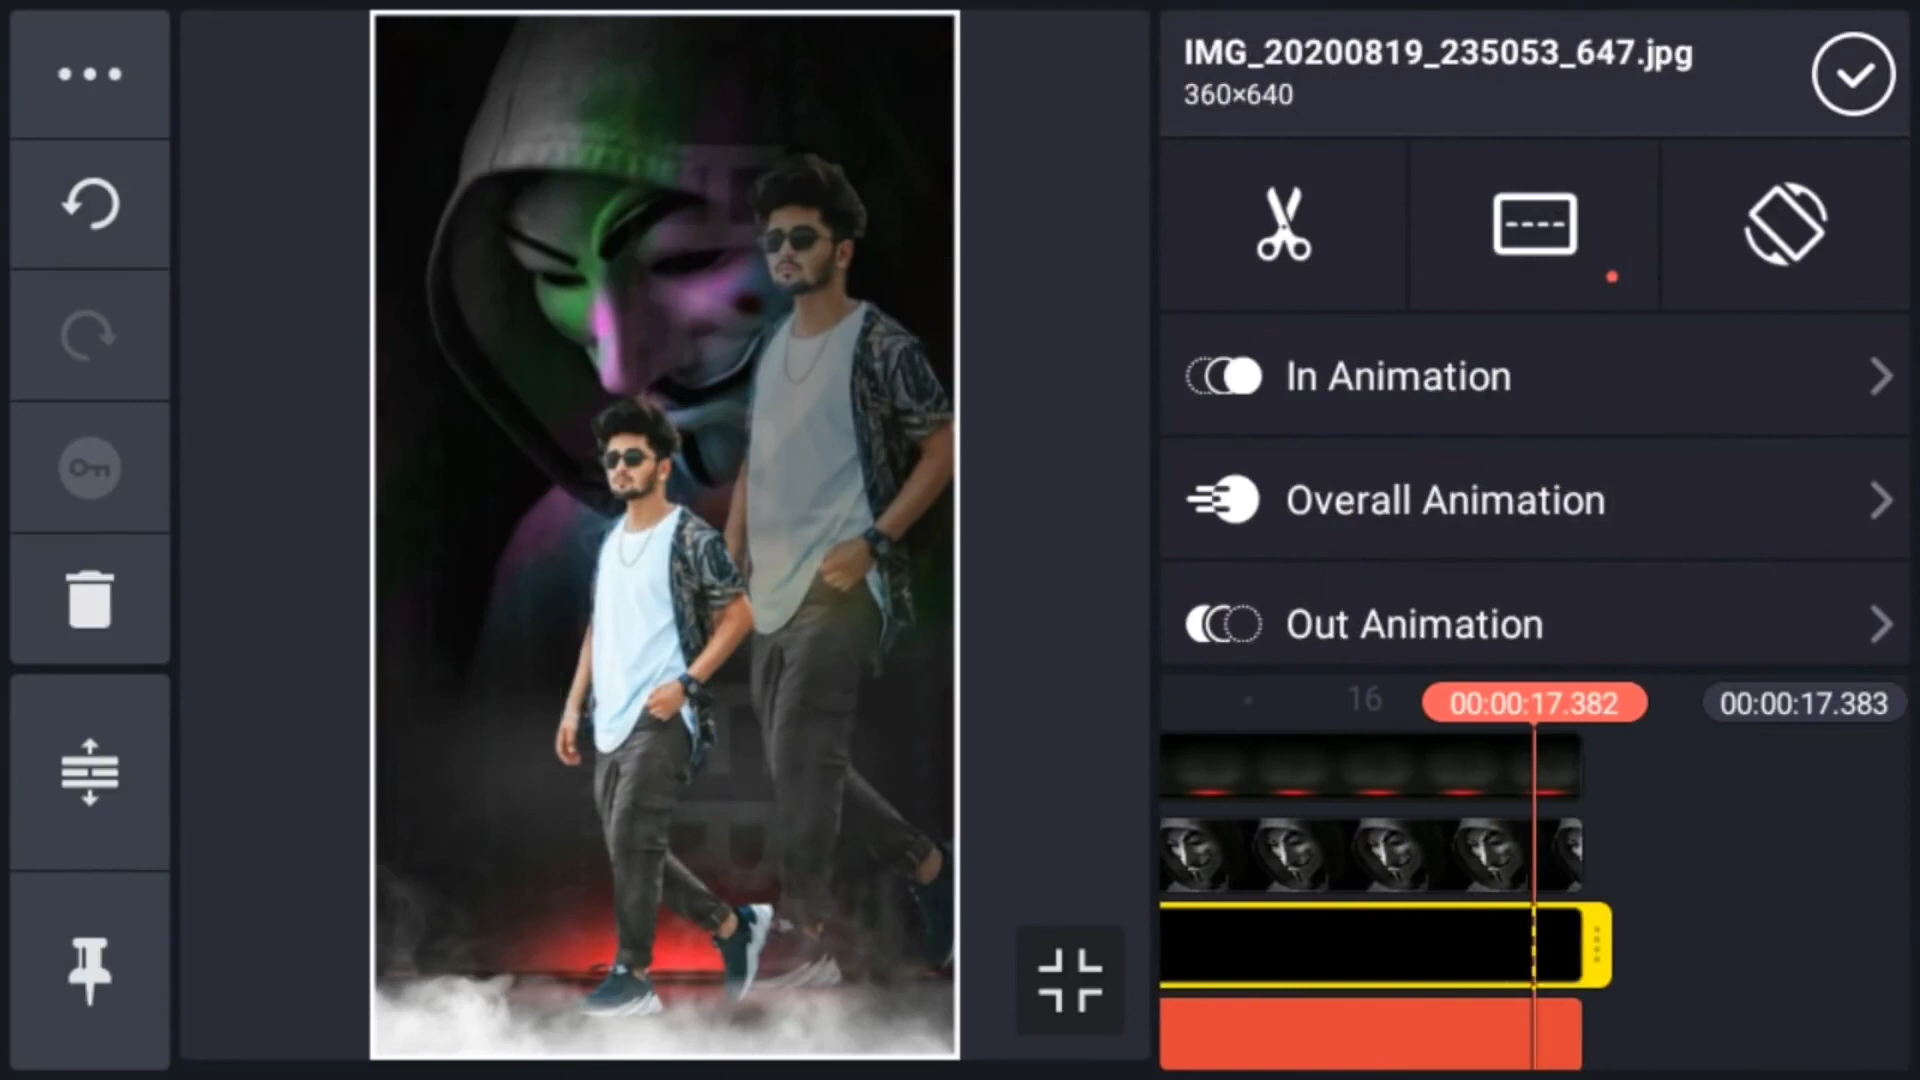 IMG_20200819_235053_647.jpg
360×640
In Animation
Overall Animation
Out Animation
16
00:00:17.382
00:00:17.383